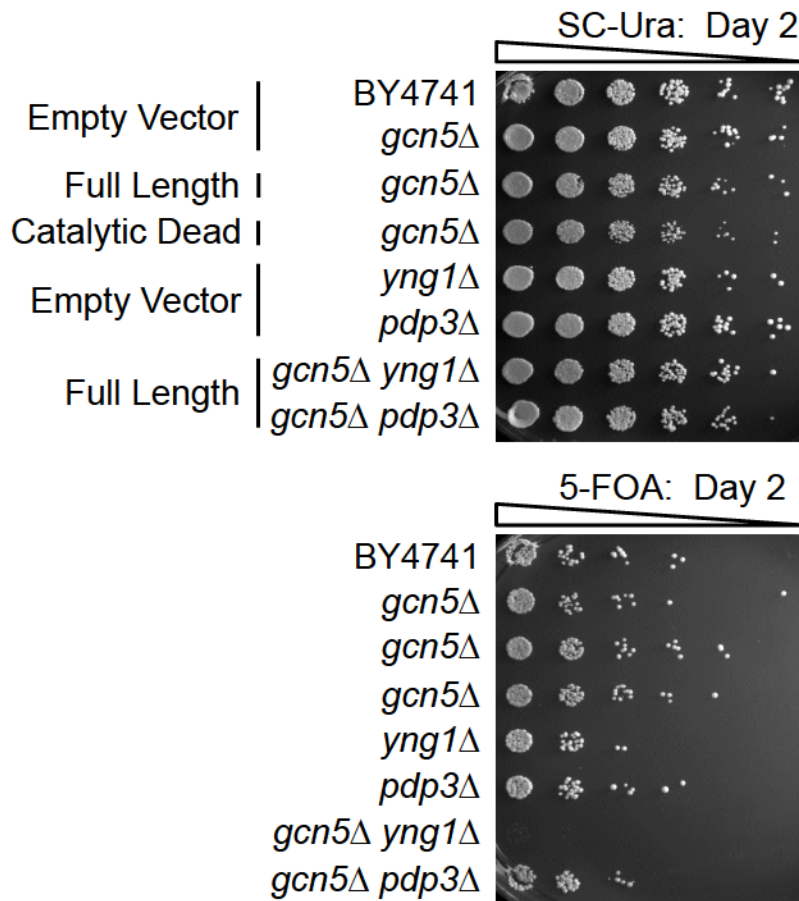 SC-Ura: Day 2
Empty Vector
BY4741
gcn5Δ
Full Length
gcn5Δ
Catalytic Dead
gcn5Δ
Empty Vector
yng1Δ
pdp3Δ
Full Length
gcn5Δ yng1Δ
gcn5Δ pdp3Δ
5-FOA: Day 2
BY4741
gcn5Δ
gcn5Δ
gcn5Δ
yng1Δ
pdp3Δ
gcn5Δ yng1Δ
gcn5Δ pdp3Δ